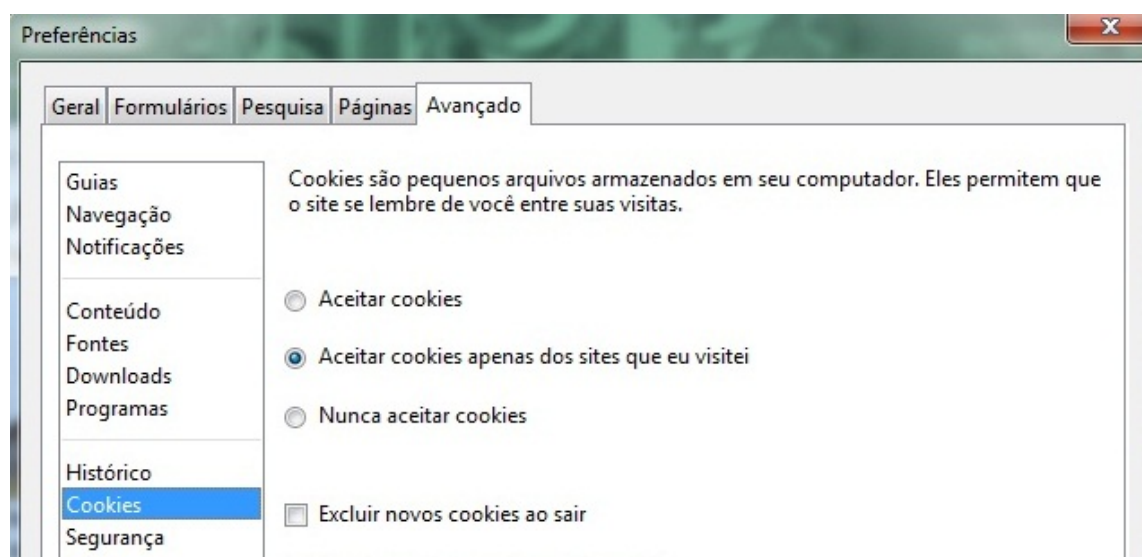 Preferências
Geral Formulários Pesquisa Páginas Avançado
Guias
Navegação
Notificações
Conteúdo
Fontes
Downloads
Programas
Histórico
Cookies
Segurança
Cookies são pequenos arquivos armazenados em seu computador. Eles permitem que
o site se lembre de você entre suas visitas.
Aceitar cookies
Aceitar cookies apenas dos sites que eu visitei
Nunca aceitar cookies
Excluir novos cookies ao sair